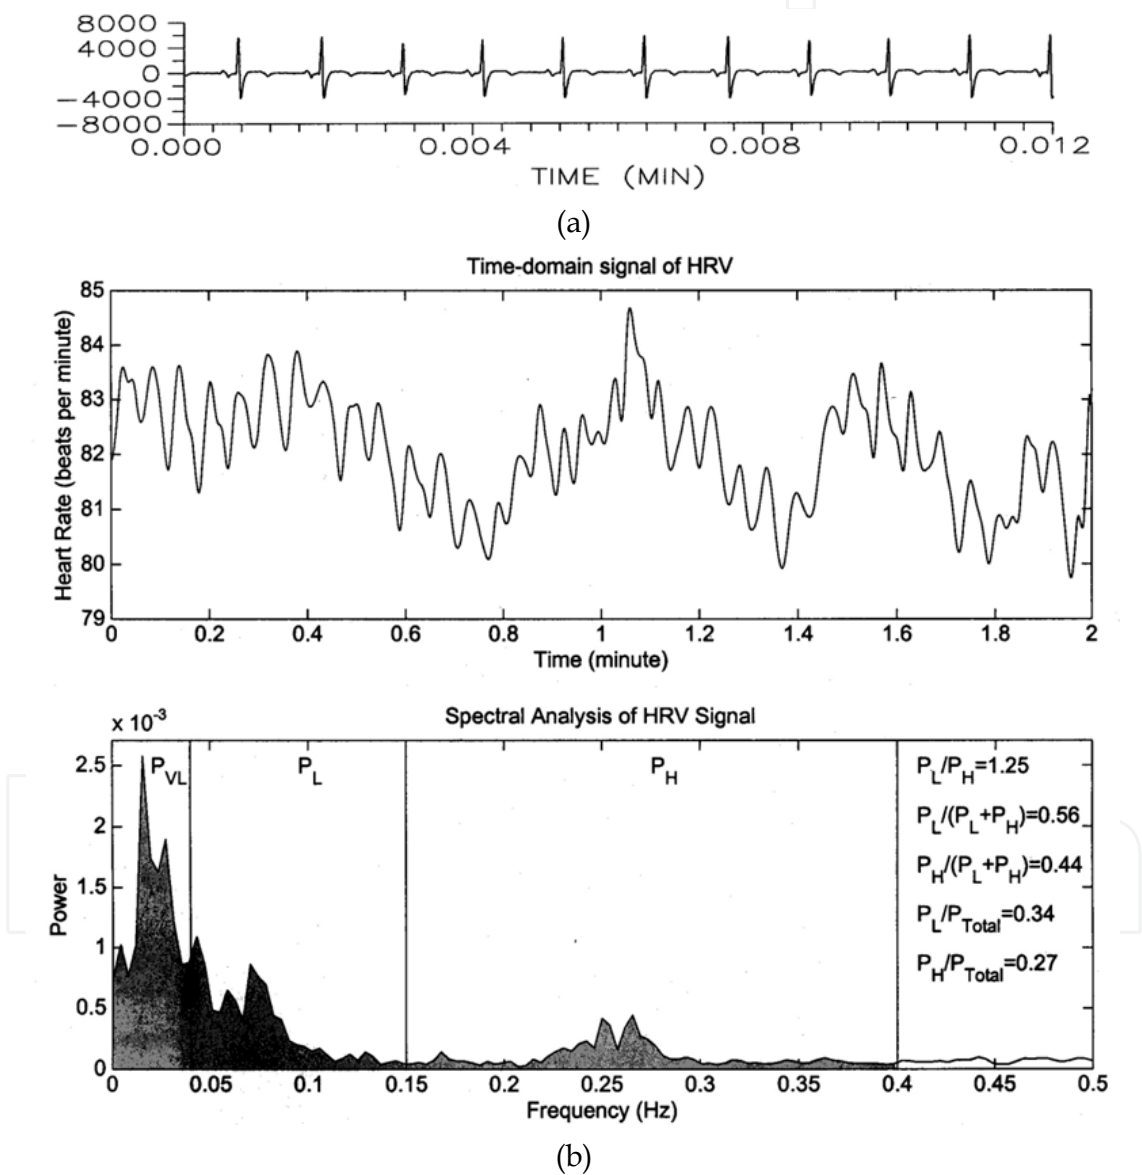 8000
4000
0
−4000
−8000
0.000 0.004 0.008 0.012
TIME (MIN)
(a)
Time-domain signal of HRV
85
84
83
82
81
80
79
Heart Rate (beats per minute)
0 0.2 0.4 0.6 0.8 1 1.2 1.4 1.6 1.8 2
Time (minute)
x 10⁻³
Spectral Analysis of HRV Signal
2.5
2
1.5
1
0.5
0
Power
P_VL
P_L
P_H
P_L/P_H=1.25
P_L/(P_L+P_H)=0.56
P_H/(P_L+P_H)=0.44
P_L/P_Total=0.34
P_H/P_Total=0.27
0 0.05 0.1 0.15 0.2 0.25 0.3 0.35 0.4 0.45 0.5
Frequency (Hz)
(b)